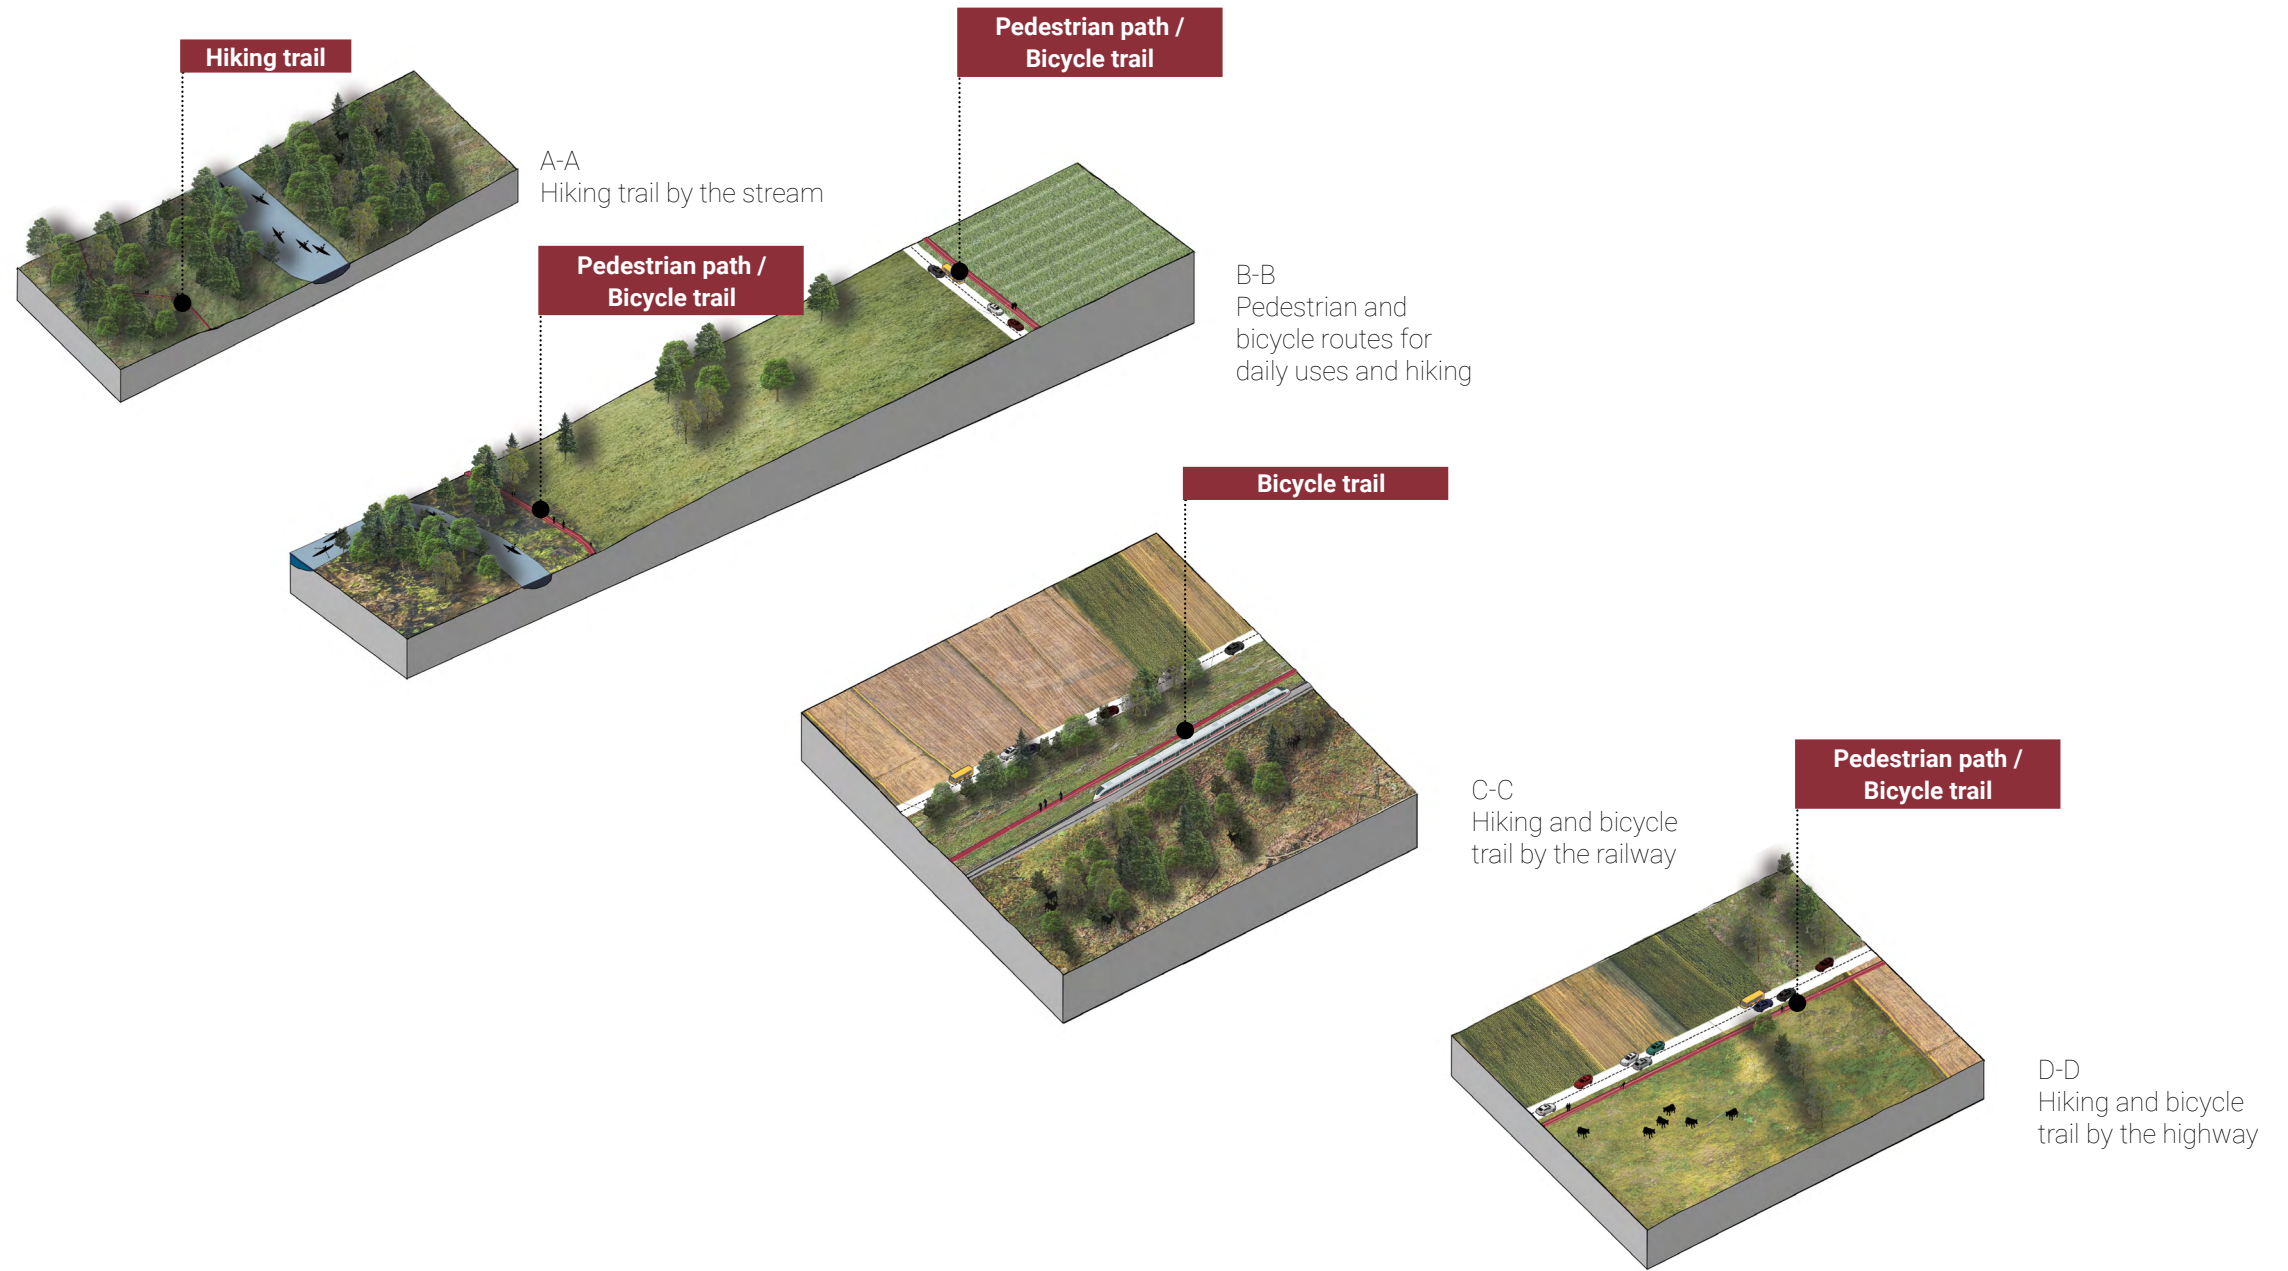 Hiking trail
Pedestrian path /
Bicycle trail
A-A
Hiking trail by the stream
Pedestrian path /
Bicycle trail
B-B
Pedestrian and
bicycle routes for
daily uses and hiking
Bicycle trail
C-C
Hiking and bicycle
trail by the railway
Pedestrian path /
Bicycle trail
D-D
Hiking and bicycle
trail by the highway